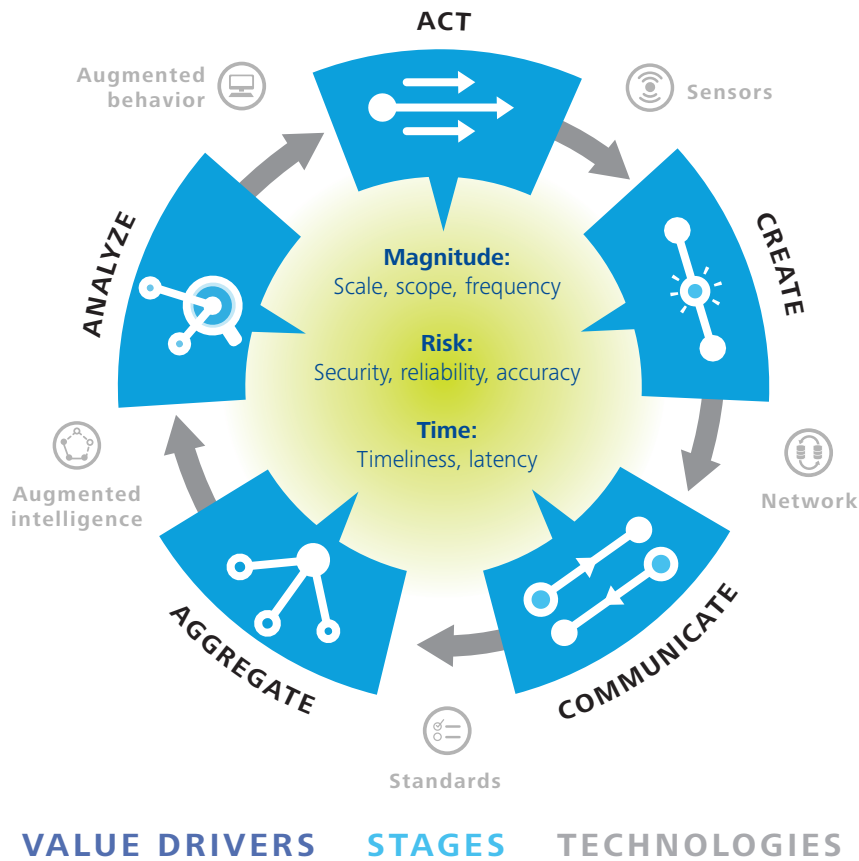 ACT
Augmented
behavior
Sensors
ANALYZE
CREATE
Magnitude:
Scale, scope, frequency
Risk:
Security, reliability, accuracy
Time:
Timeliness, latency
Augmented
intelligence
Network
AGGREGATE
COMMUNICATE
Standards
VALUE DRIVERS STAGES TECHNOLOGIES